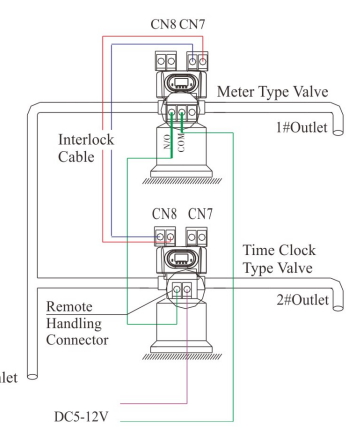 CN8 CN7
Meter Type Valve
1#Outlet
Interlock
Cable
N/O
COM
CN8 CN7
Time Clock
Type Valve
2#Outlet
Remote
Handling
Connector
let
DC5-12V